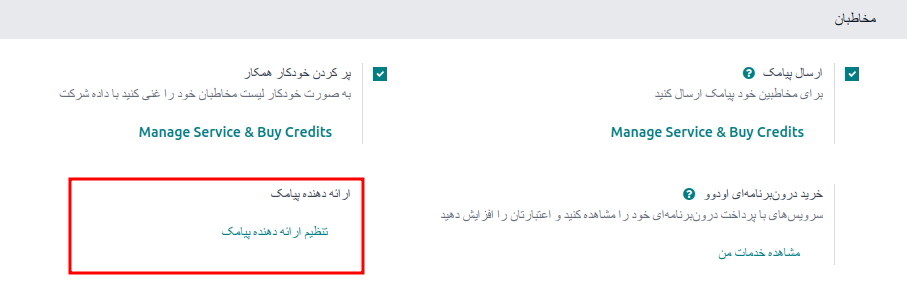 مخاطبان
ارسال پیامک
برای مخاطبین خود پیامک ارسال کنید
Manage Service & Buy Credits
پر کردن خودکار همکار
به صورت خودکار لیست مخاطبان خود را غنی کنید با داده شرکت
Manage Service & Buy Credits
خرید درون‌برنامه‌ای اودوو
سرویس‌های با پرداخت درون‌برنامه‌ای خود را مشاهده کنید و اعتبارتان را افزایش دهید
مشاهده خدمات من
ارائه دهنده پیامک
تنظیم ارائه دهنده پیامک